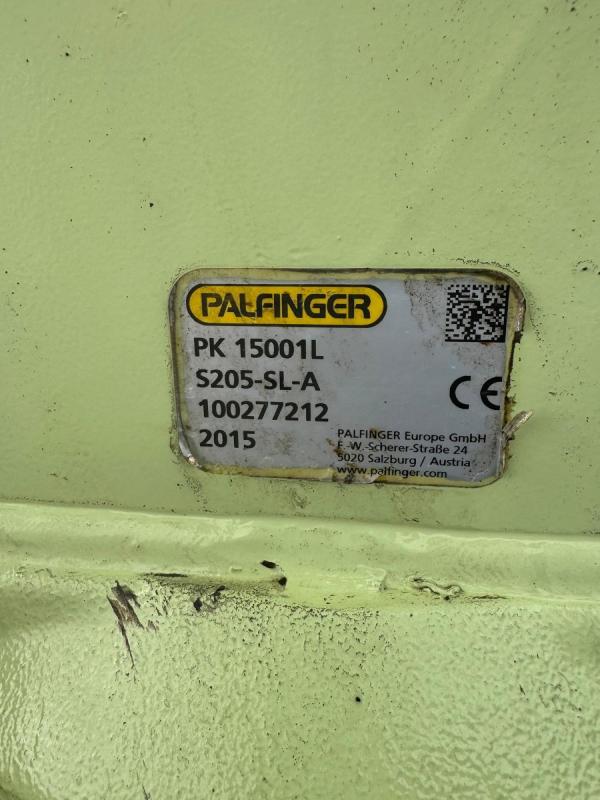 PALFINGER
PK 15001L
S205-SL-A
100277212
2015
CE
PALFINGER Europe GmbH
F.-W.-Scherer-Straße 24
5020 Salzburg / Austria
www.palfinger.com